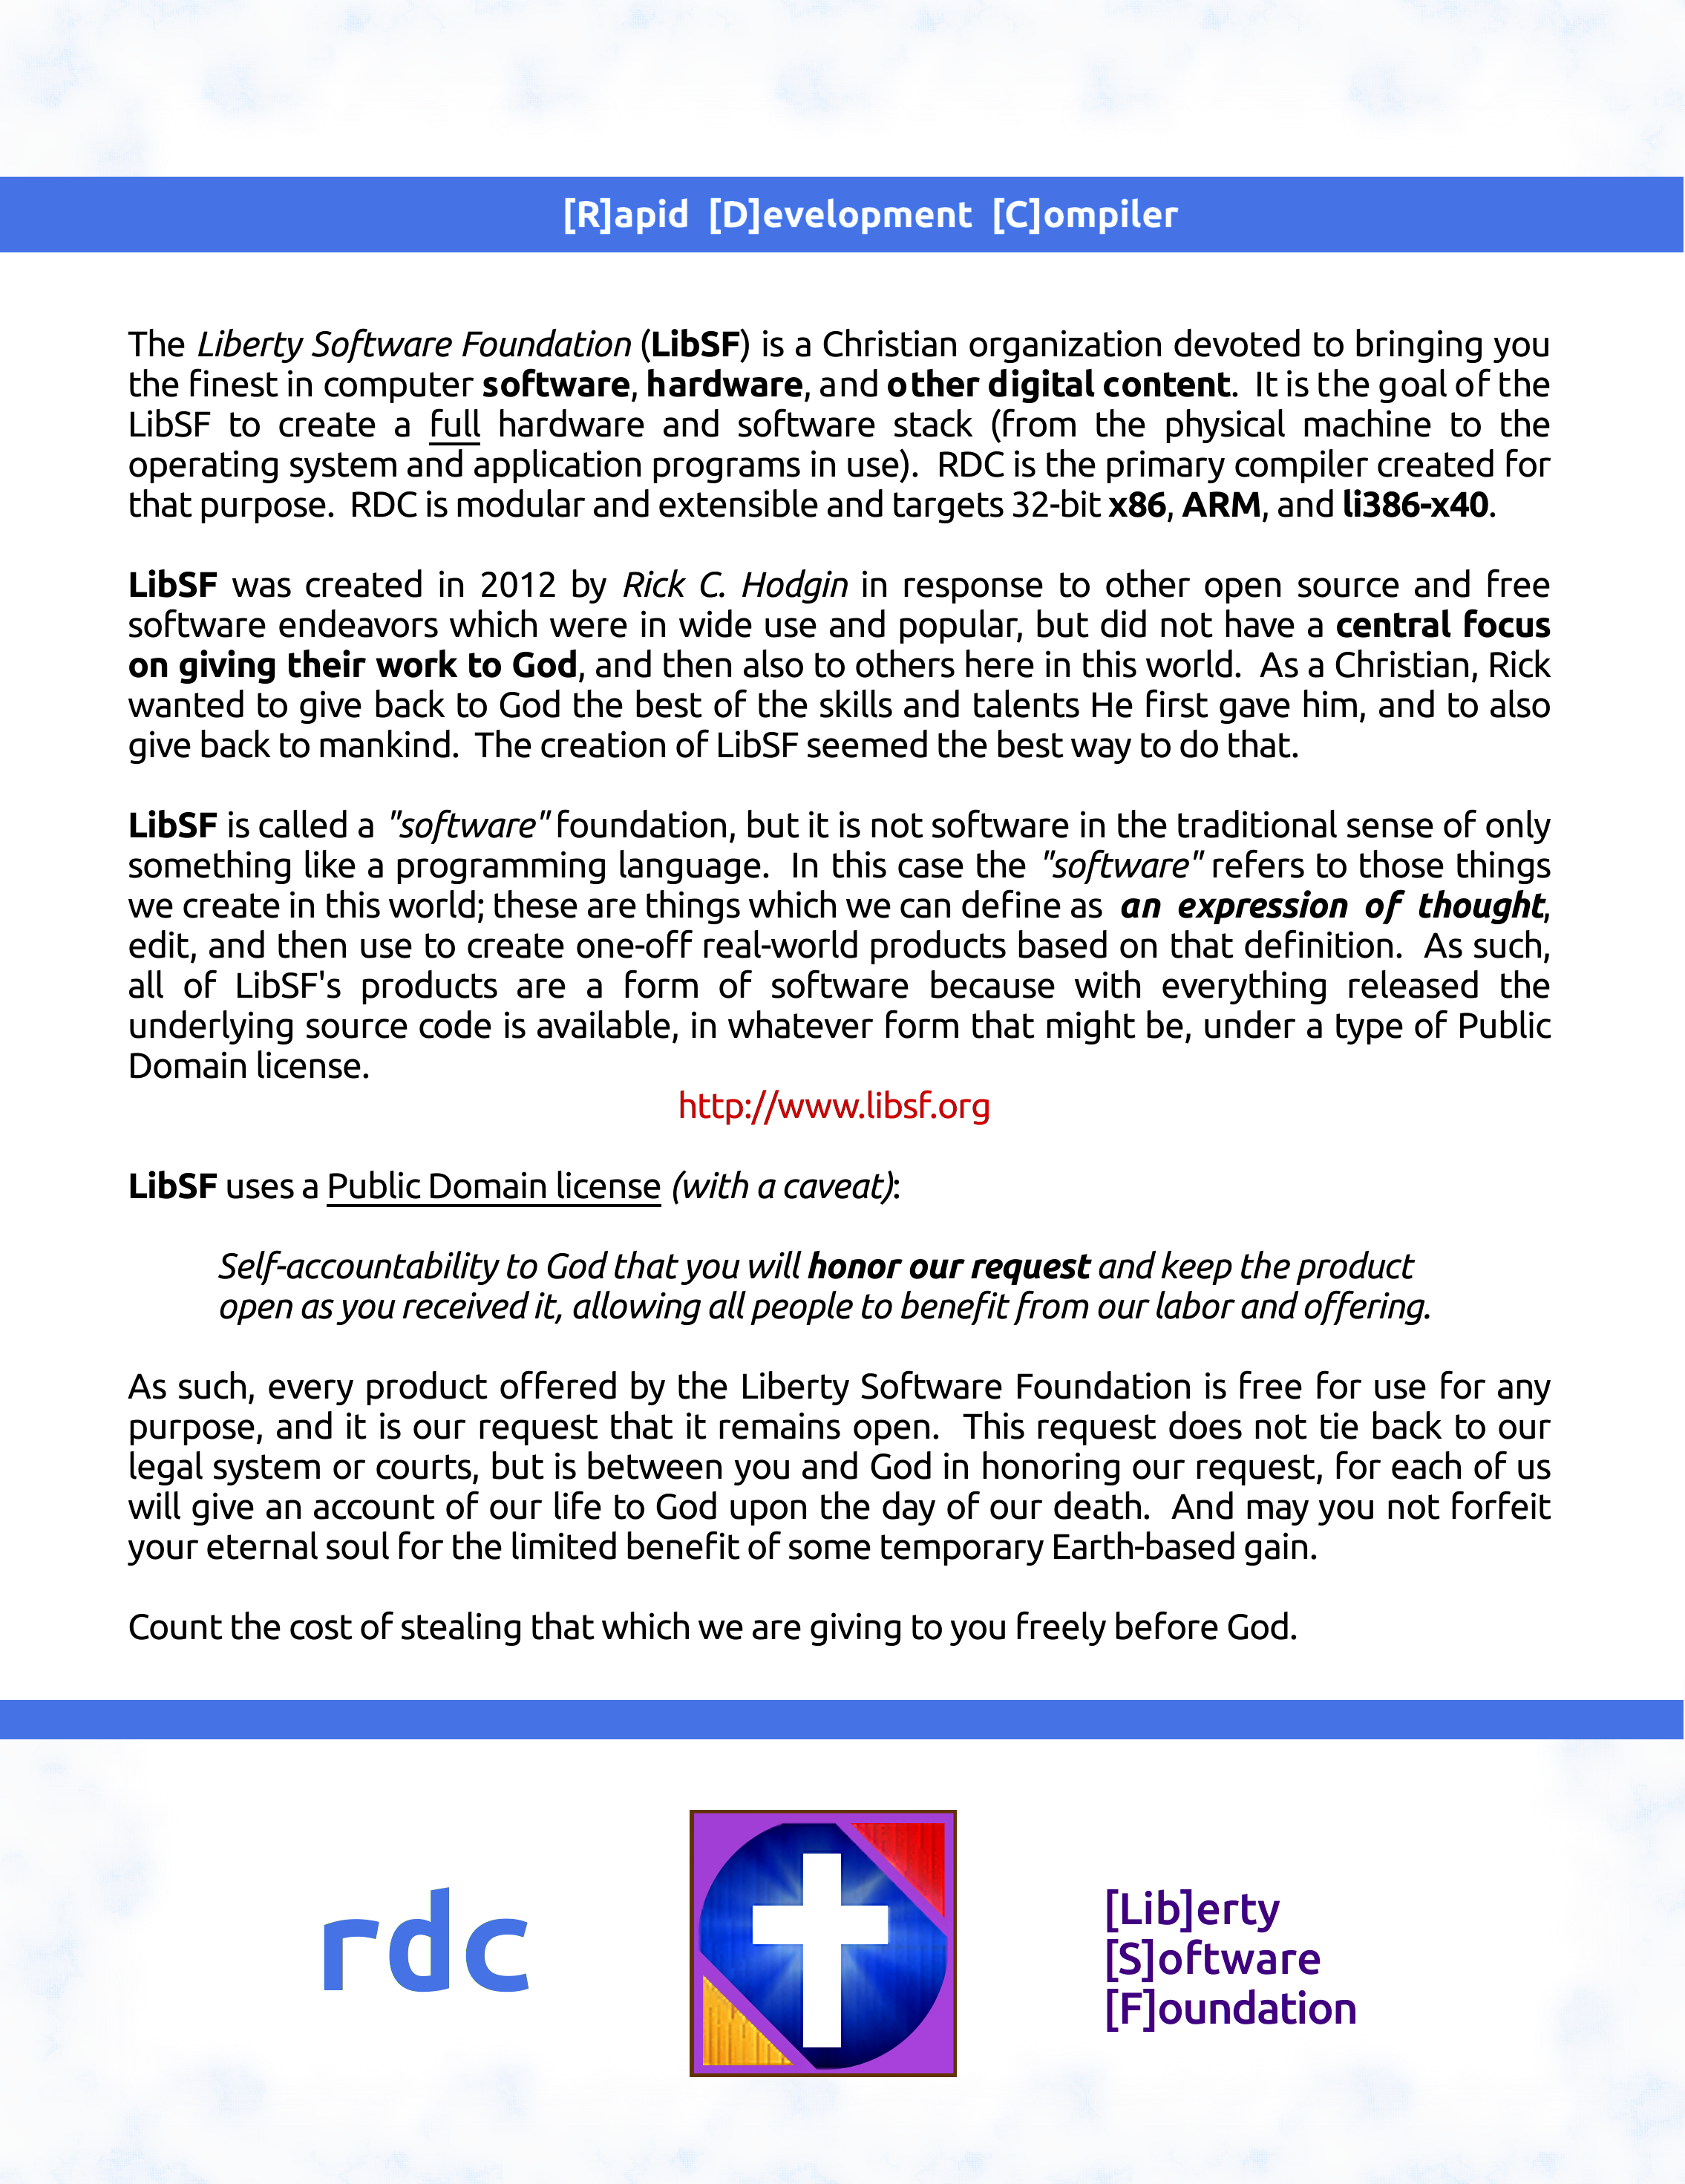 [R]apid [D]evelopment [C]ompiler
The Liberty Software Foundation (LibSF) is a Christian organization devoted to bringing you
the finest in computer software, hardware, and other digital content. It is the goal of the
LibSF to create a full hardware and software stack (from the physical machine to the
operating system and application programs in use). RDC is the primary compiler created for
that purpose. RDC is modular and extensible and targets 32-bit x86, ARM, and li386-x40.
LibSF was created in 2012 by Rick C. Hodgin in response to other open source and free
software endeavors which were in wide use and popular, but did not have a central focus
on giving their work to God, and then also to others here in this world. As a Christian, Rick
wanted to give back to God the best of the skills and talents He first gave him, and to also
give back to mankind. The creation of LibSF seemed the best way to do that.
LibSF is called a "software" foundation, but it is not software in the traditional sense of only
something like a programming language. In this case the "software" refers to those things
we create in this world; these are things which we can define as an expression of thought,
edit, and then use to create one-off real-world products based on that definition. As such,
all of LibSF's products are a form of software because with everything released the
underlying source code is available, in whatever form that might be, under a type of Public
Domain license.
http://www.libsf.org
LibSF uses a Public Domain license (with a caveat):
Self-accountability to God that you will honor our request and keep the product
open as you received it, allowing all people to benefit from our labor and offering.
As such, every product offered by the Liberty Software Foundation is free for use for any
purpose, and it is our request that it remains open. This request does not tie back to our
legal system or courts, but is between you and God in honoring our request, for each of us
will give an account of our life to God upon the day of our death. And may you not forfeit
your eternal soul for the limited benefit of some temporary Earth-based gain.
Count the cost of stealing that which we are giving to you freely before God.
rdc
[Lib]erty
[S]oftware
[F]oundation